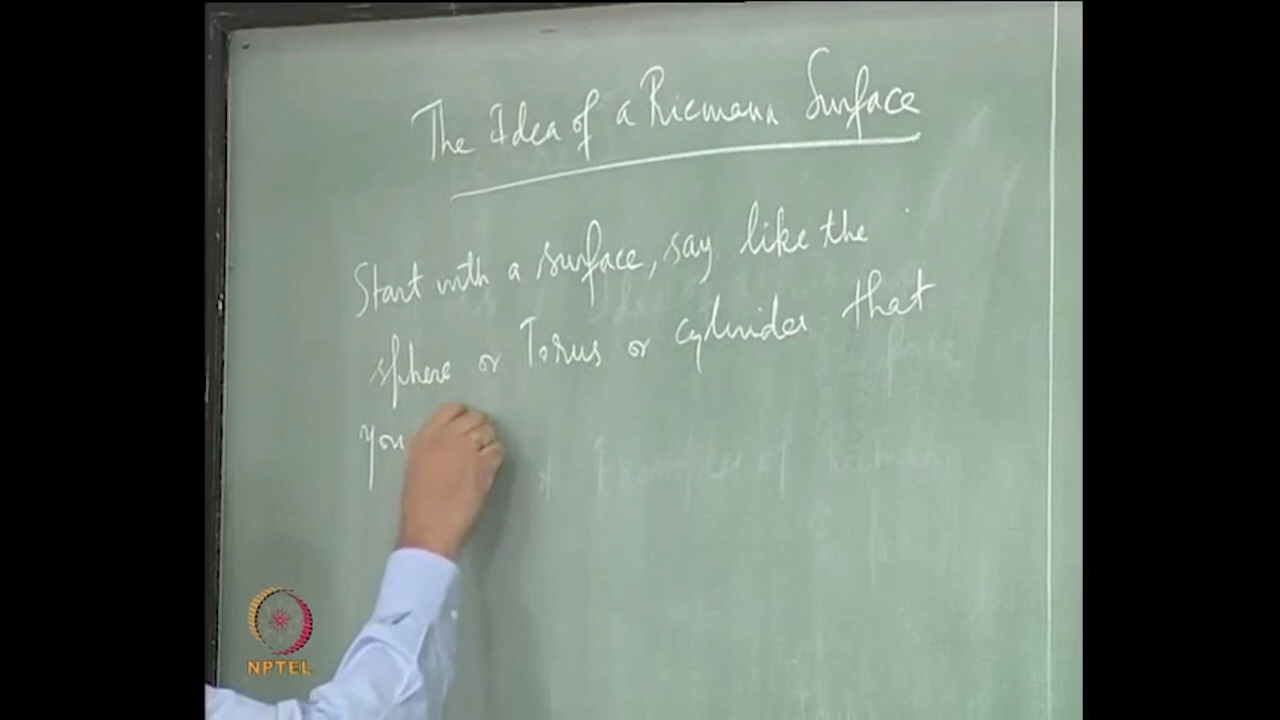 The Idea of a Riemann Surface
Start with a surface, say like the
sphere or Torus or cylinder that
you
NPTEL